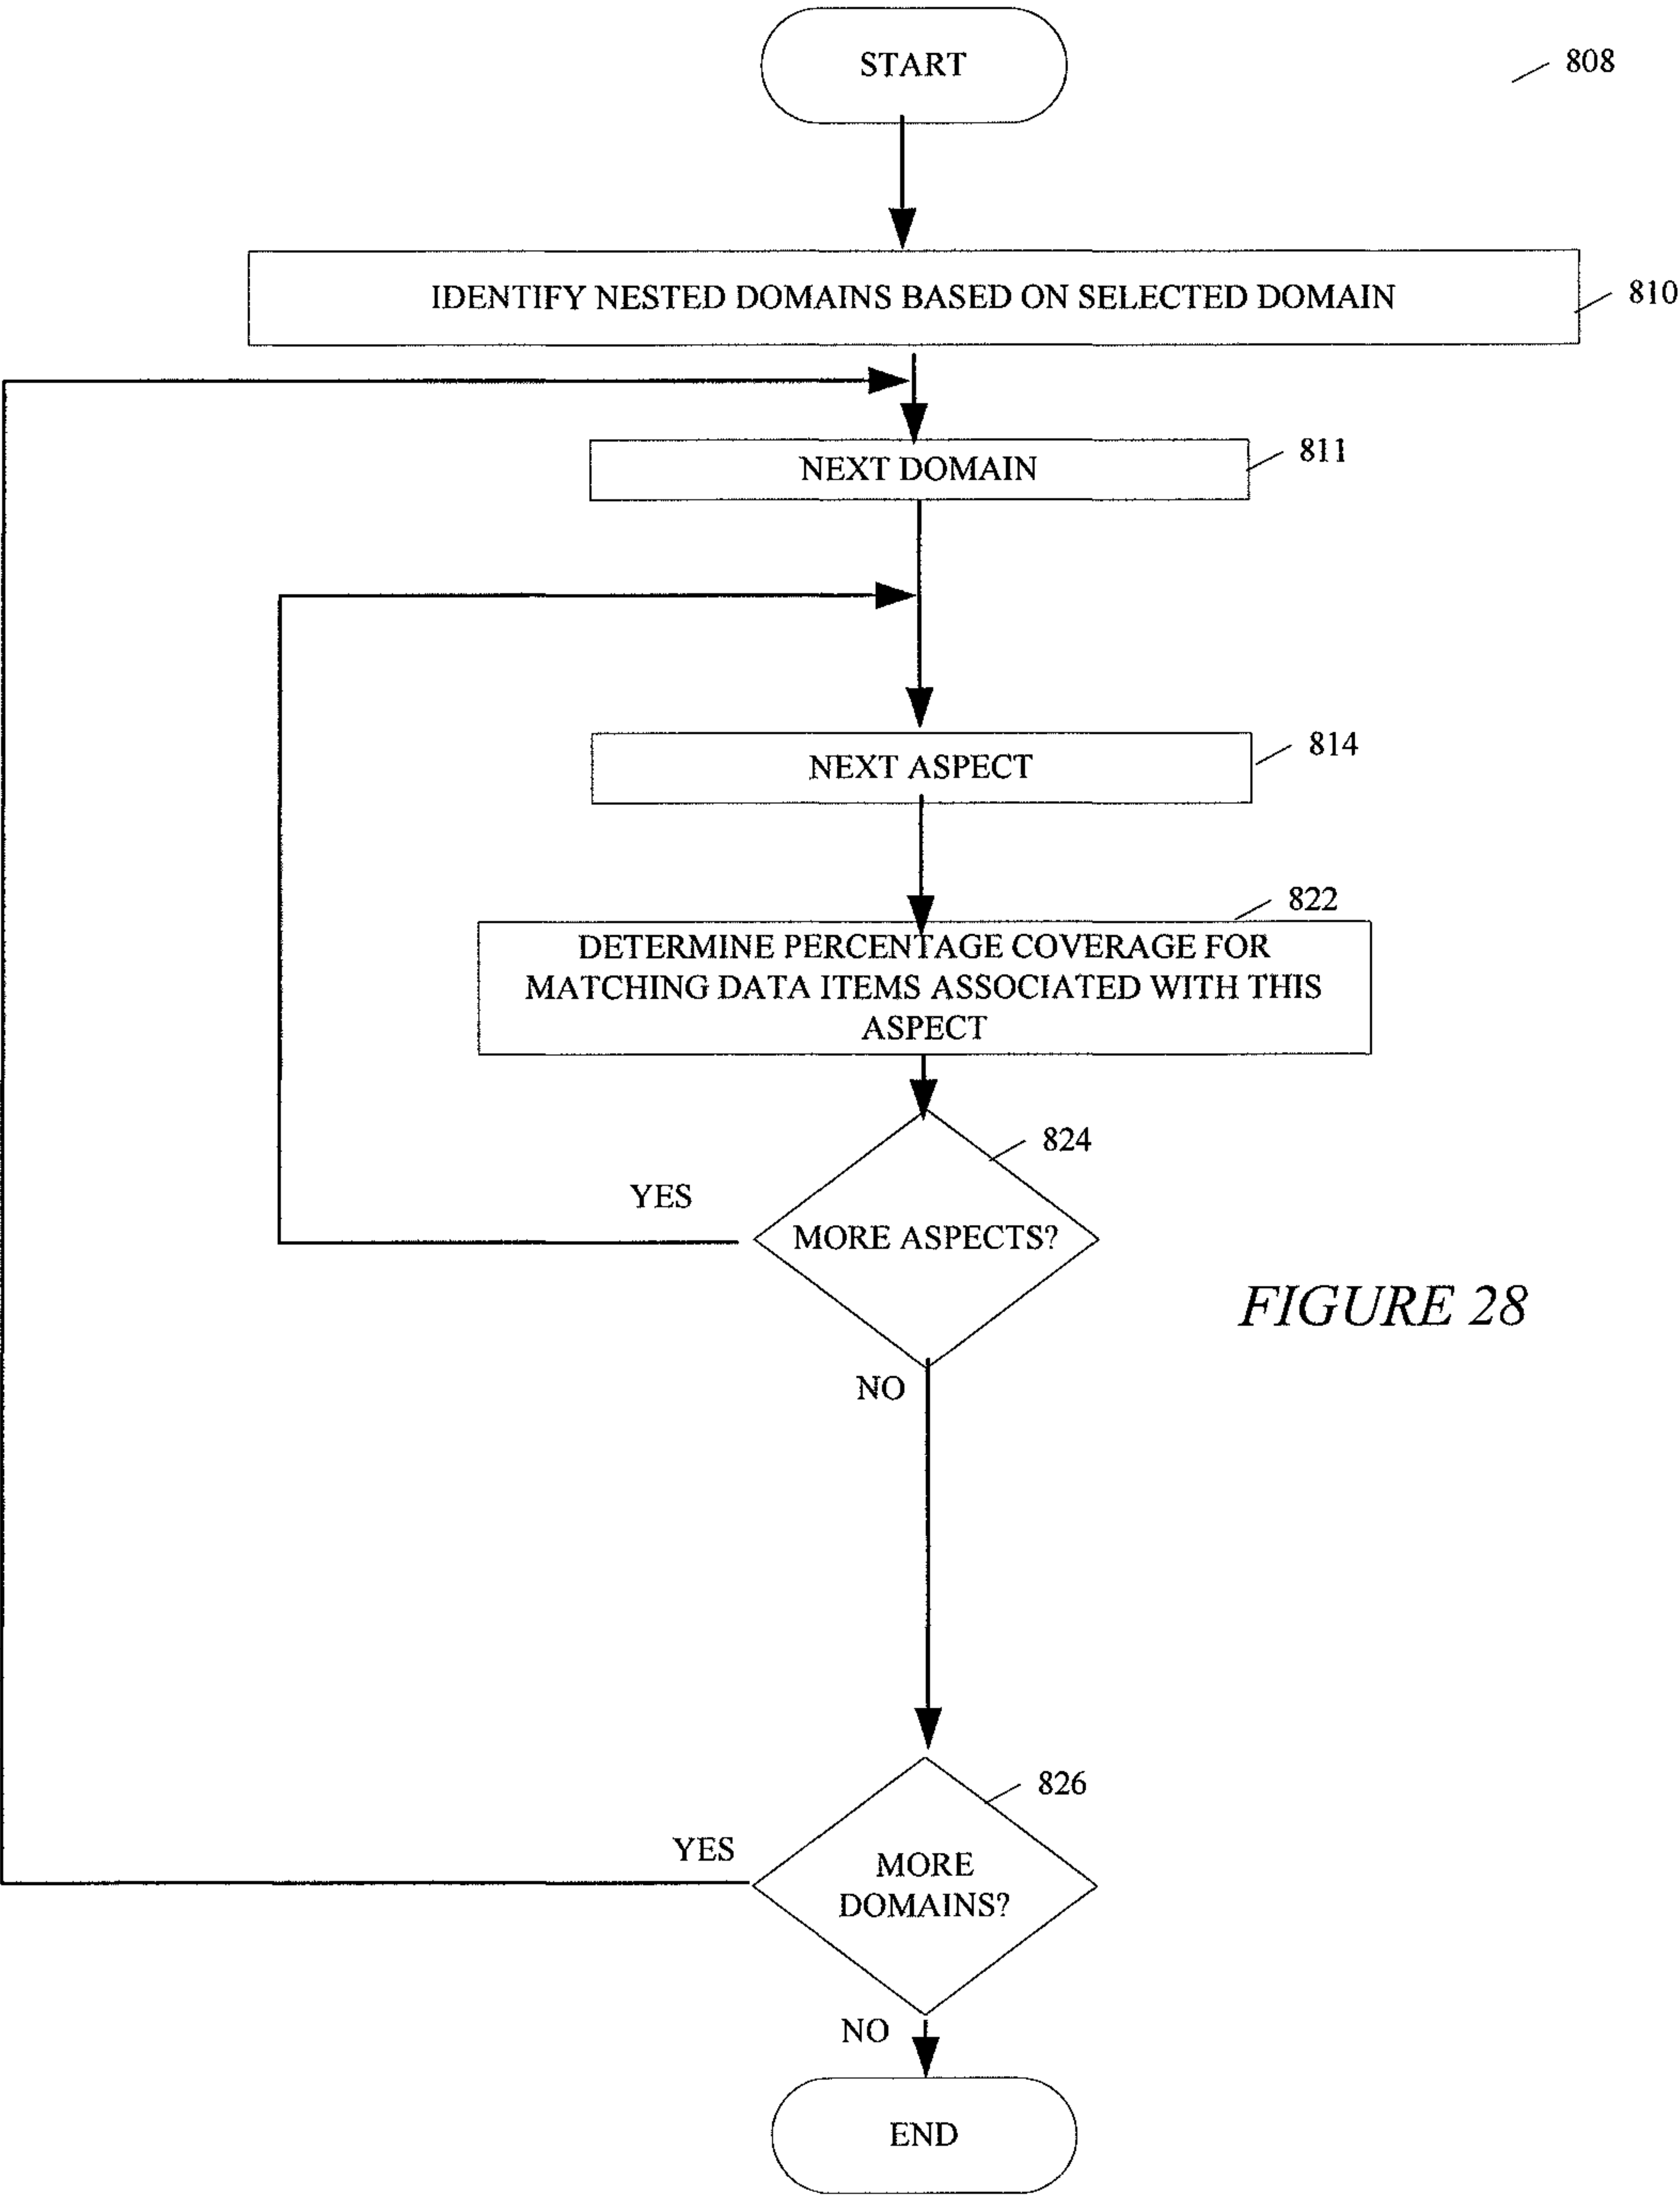 START
808
IDENTIFY NESTED DOMAINS BASED ON SELECTED DOMAIN
810
NEXT DOMAIN
811
NEXT ASPECT
814
822
DETERMINE PERCENTAGE COVERAGE FOR
MATCHING DATA ITEMS ASSOCIATED WITH THIS
ASPECT
824
YES
MORE ASPECTS?
FIGURE 28
NO
826
YES
MORE
DOMAINS?
NO
END